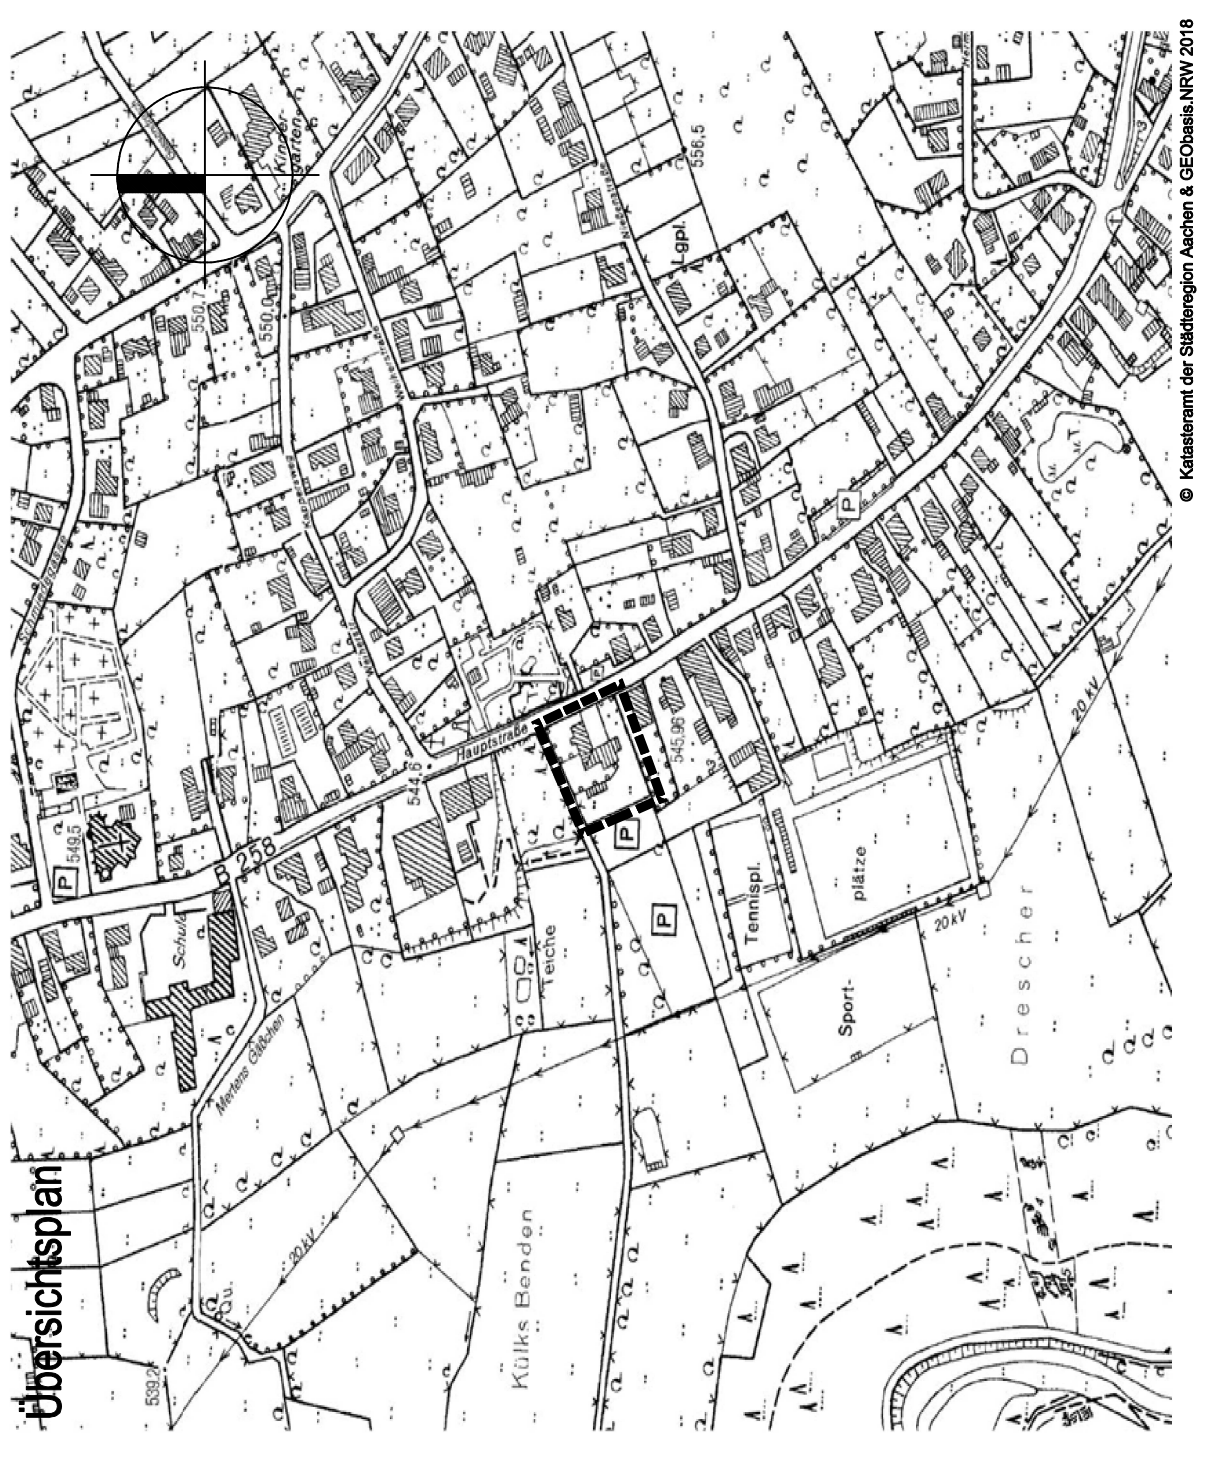 Übersichtsplan
© Katasteramt der Städteregion Aachen & GEObasis.NRW 2018
Kinder-
garten
550,7
550,0
556,5
Lgpl.
P
549,5
Schule
B 258
544,6
Hauptstraße
P
545,96
P
P
Teiche
Tennispl.
Sport-
plätze
20 kV
20 kV
Drescher
Mertens Gäßchen
20 kV
Qu.
539,2
Külks Benden